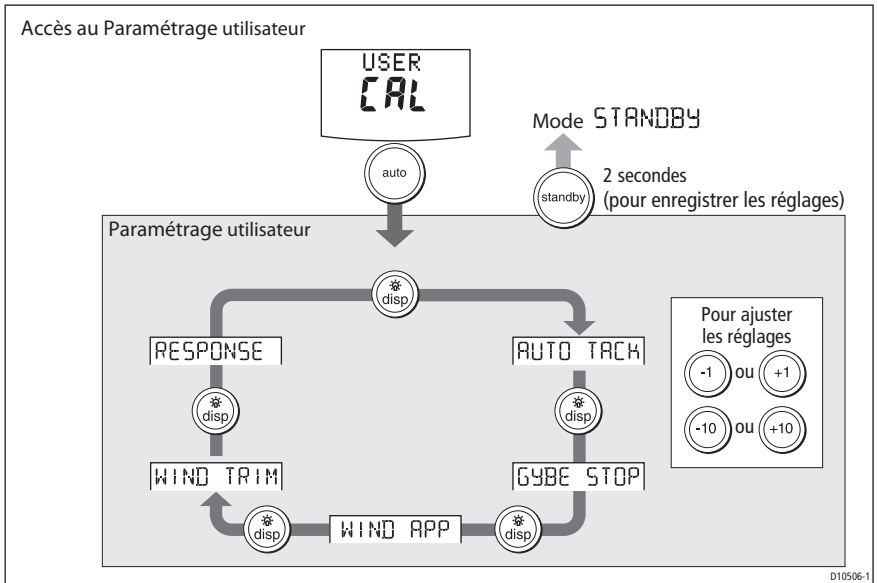 Accès au Paramétrage utilisateur
USER
CAL
auto
Mode STANDBY
standby
2 secondes
(pour enregistrer les réglages)
Paramétrage utilisateur
disp
RESPONSE
AUTO TACK
disp
disp
WIND TRIM
GYBE STOP
disp
WIND APP
disp
Pour ajuster
les réglages
-1 ou +1
-10 ou +10
D10506-1